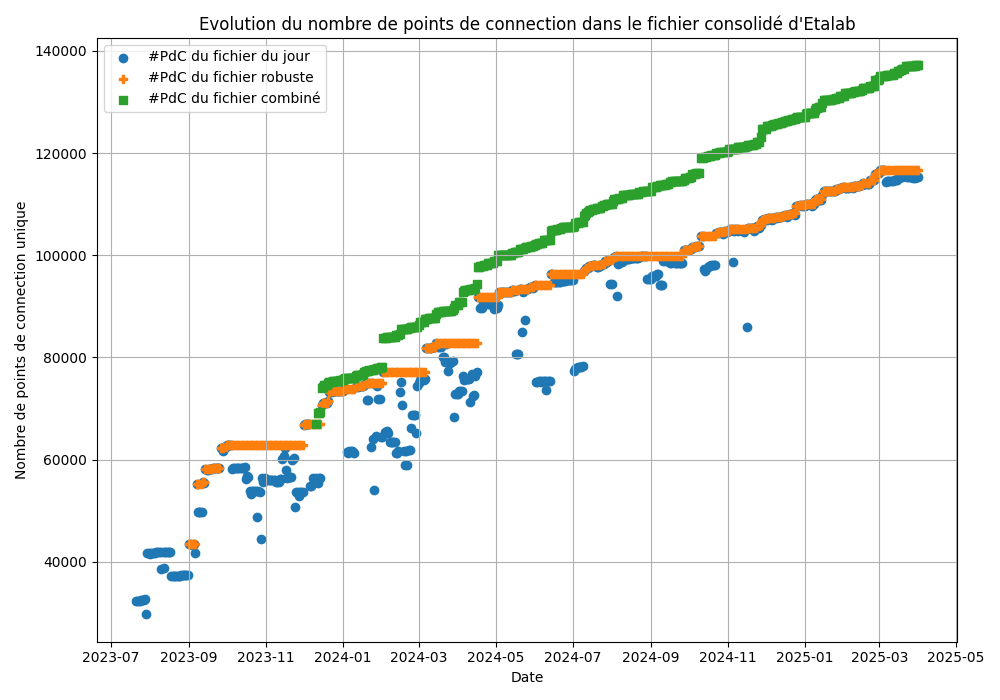 Evolution du nombre de points de connection dans le fichier consolidé d'Etalab
#PdC du fichier du jour
#PdC du fichier robuste
#PdC du fichier combiné
Nombre de points de connection unique
140000
120000
100000
80000
60000
40000
2023-07 2023-09 2023-11 2024-01 2024-03 2024-05 2024-07 2024-09 2024-11 2025-01 2025-03 2025-05
Date